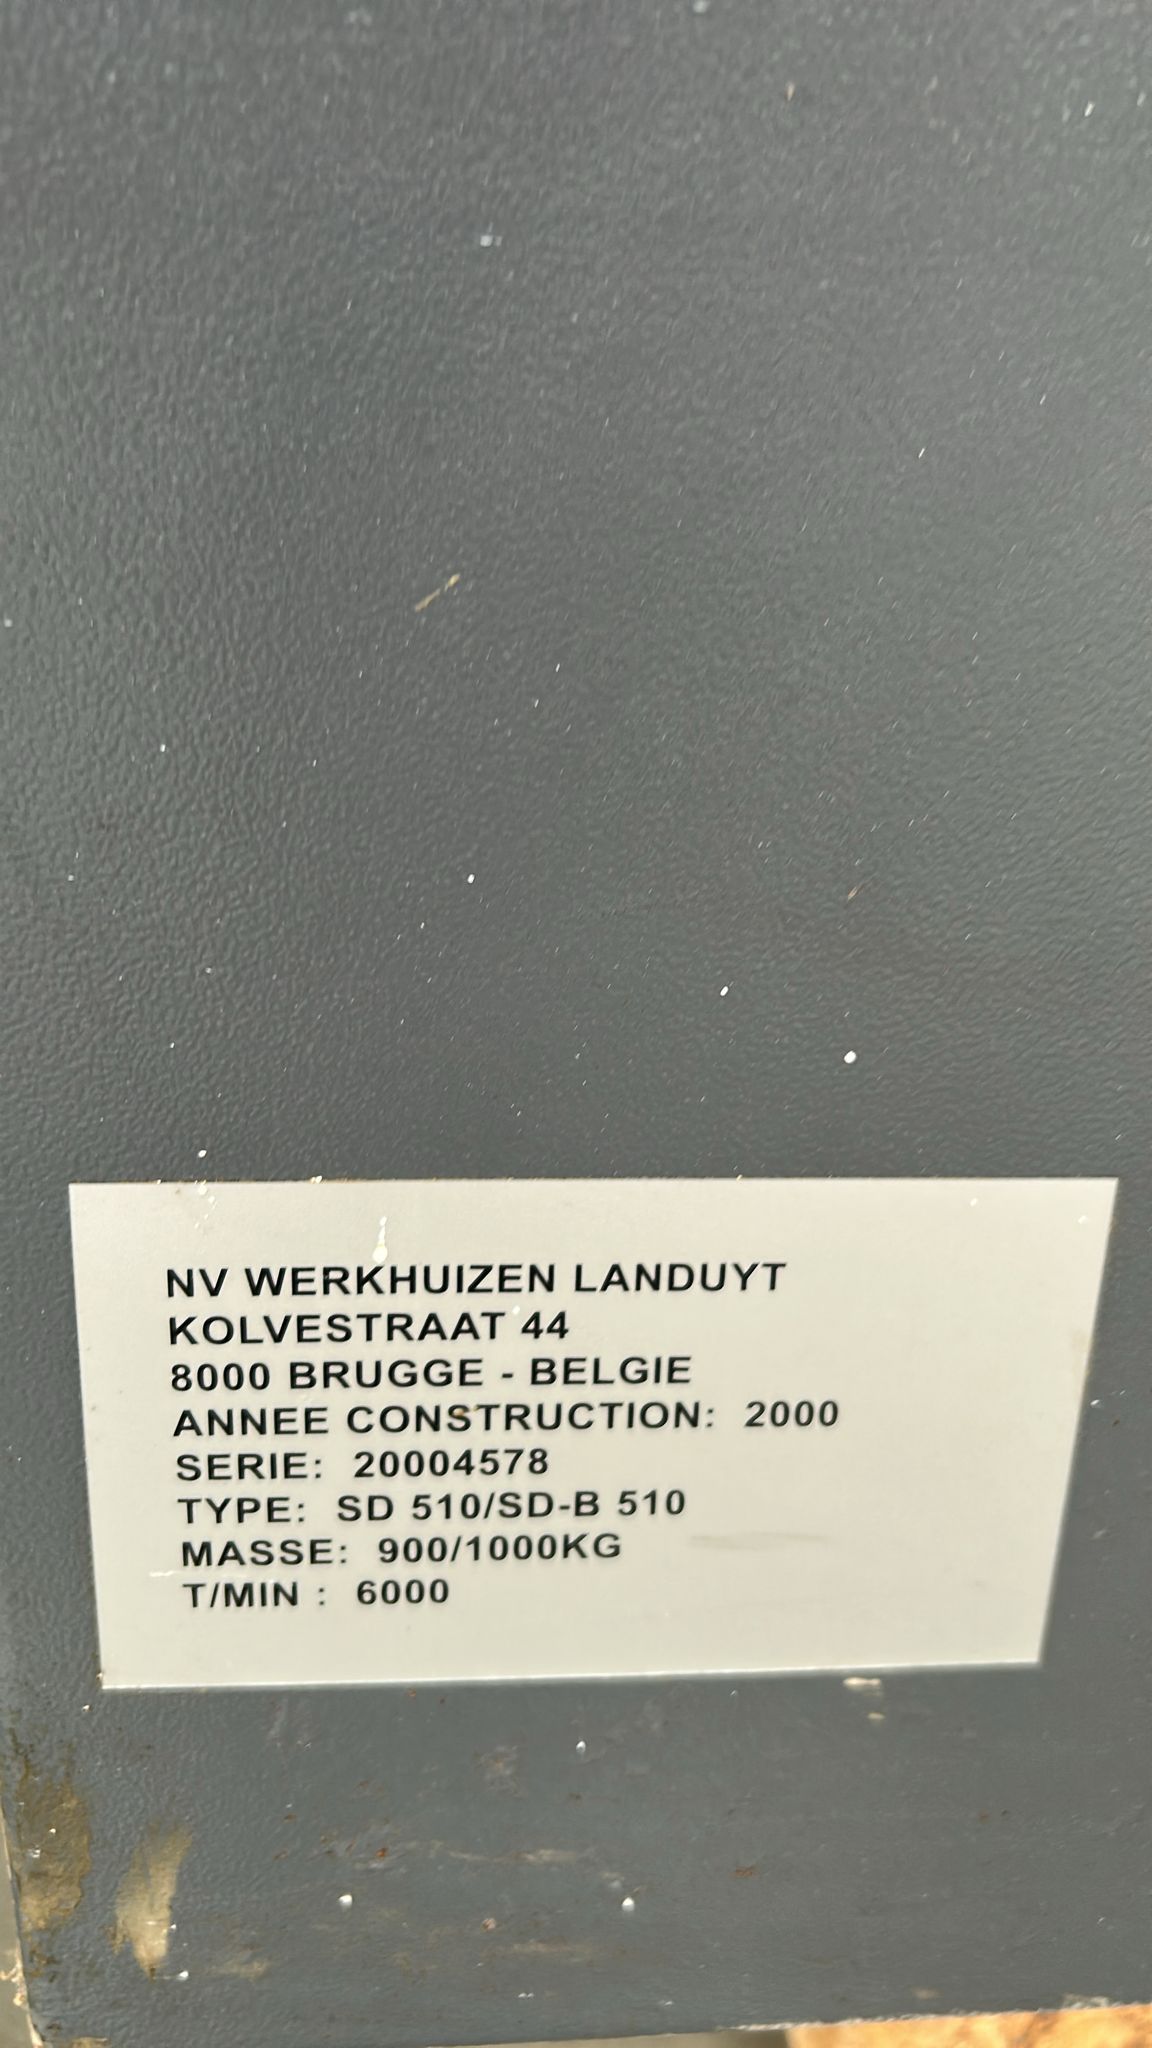 NV WERKHUIZEN LANDUYT
KOLVESTRAAT 44
8000 BRUGGE - BELGIE
ANNEE CONSTRUCTION: 2000
SERIE: 20004578
TYPE: SD 510/SD-B 510
MASSE: 900/1000KG
T/MIN : 6000